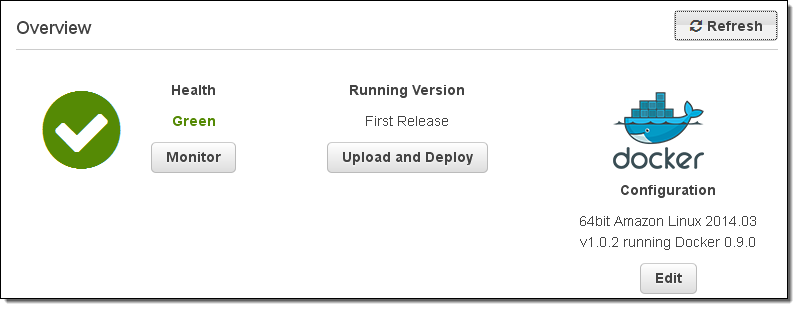 Overview
Refresh
Health
Running Version
Green
First Release
Monitor
Upload and Deploy
docker
Configuration
64bit Amazon Linux 2014.03
v1.0.2 running Docker 0.9.0
Edit